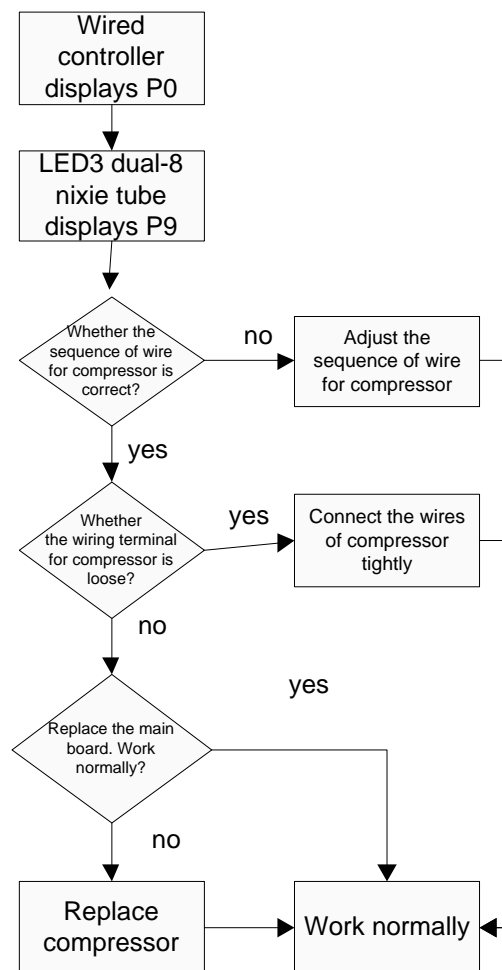 Wired
controller
displays P0
LED3 dual-8
nixie tube
displays P9
Whether the
sequence of wire
for compressor is
correct?
no
Adjust the
sequence of wire
for compressor
yes
Whether
the wiring terminal
for compressor is
loose?
yes
Connect the wires
of compressor
tightly
no
yes
Replace the main
board. Work
normally?
no
Replace
compressor
Work normally